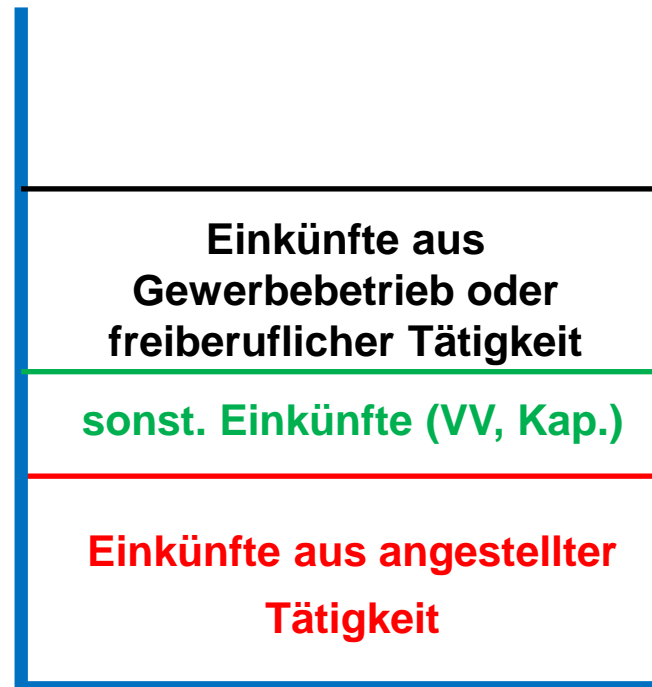 Einkünfte aus
Gewerbebetrieb oder
freiberuflicher Tätigkeit
sonst. Einkünfte (VV, Kap.)
Einkünfte aus angestellter
Tätigkeit